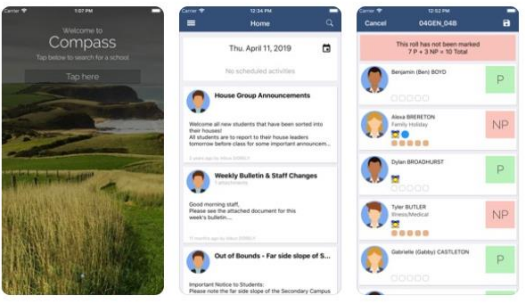 Carrier
1:07 PM
Welcome to
Compass
Tap below to search for a school
Tap here
Carrier
12:34 PM
Home
Thu. April 11, 2019
No scheduled activities
House Group Announcements
Welcome all new students that have been sorted into
their houses!
All students are to report to their house leaders
tomorrow before class for some important announcem...
Weekly Bulletin & Staff Changes
Good morning staff,
Please see the attached document for this
week's bulletin...
Out of Bounds - Far side slope of S...
Important Notice to Students:
Please note the far side slope of the Secondary Campus
Carrier
12:52 PM
Cancel
04GEN_04B
This roll has not been marked
7 P + 3 NP = 10 Total
Benjamin (Ben) BOYD
P
Alexa BRERETON
Family Holiday
NP
Dylan BROADHURST
P
Tyler BUTLER
Illness/Medical
NP
Gabrielle (Gabby) CASTLETON
P